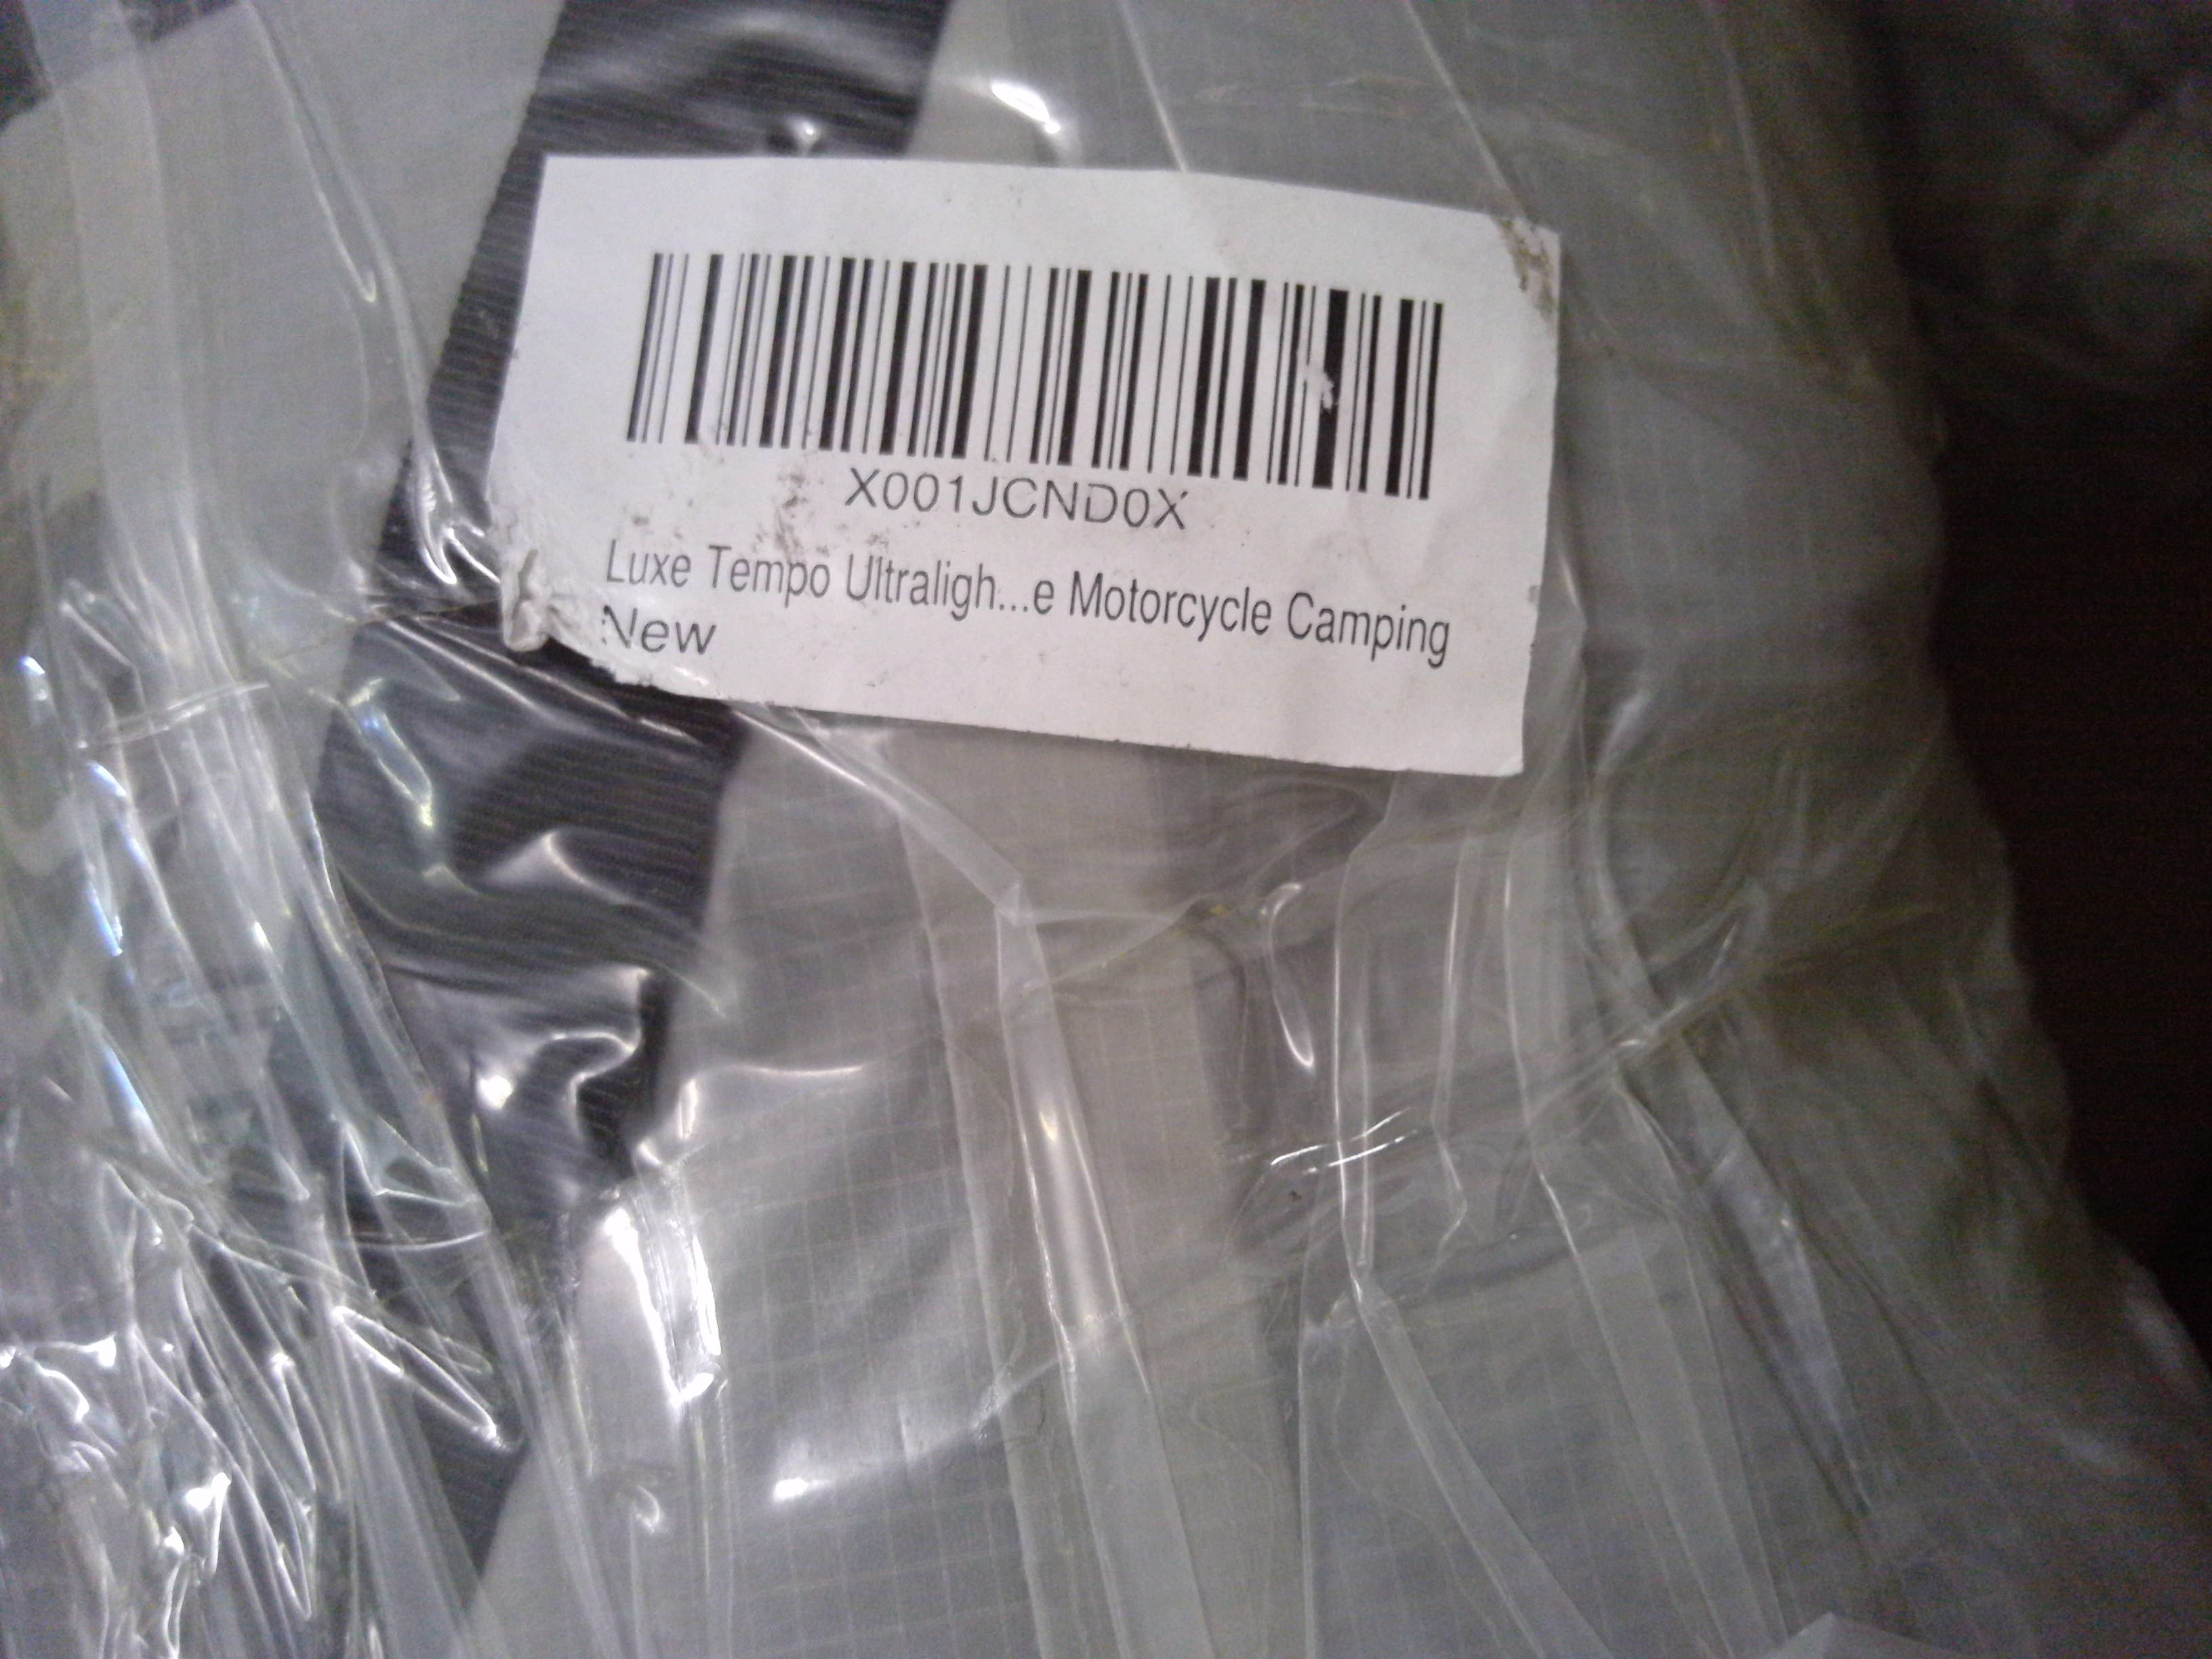 X001JCND0X
Luxe Tempo Ultraligh...e Motorcycle Camping
New